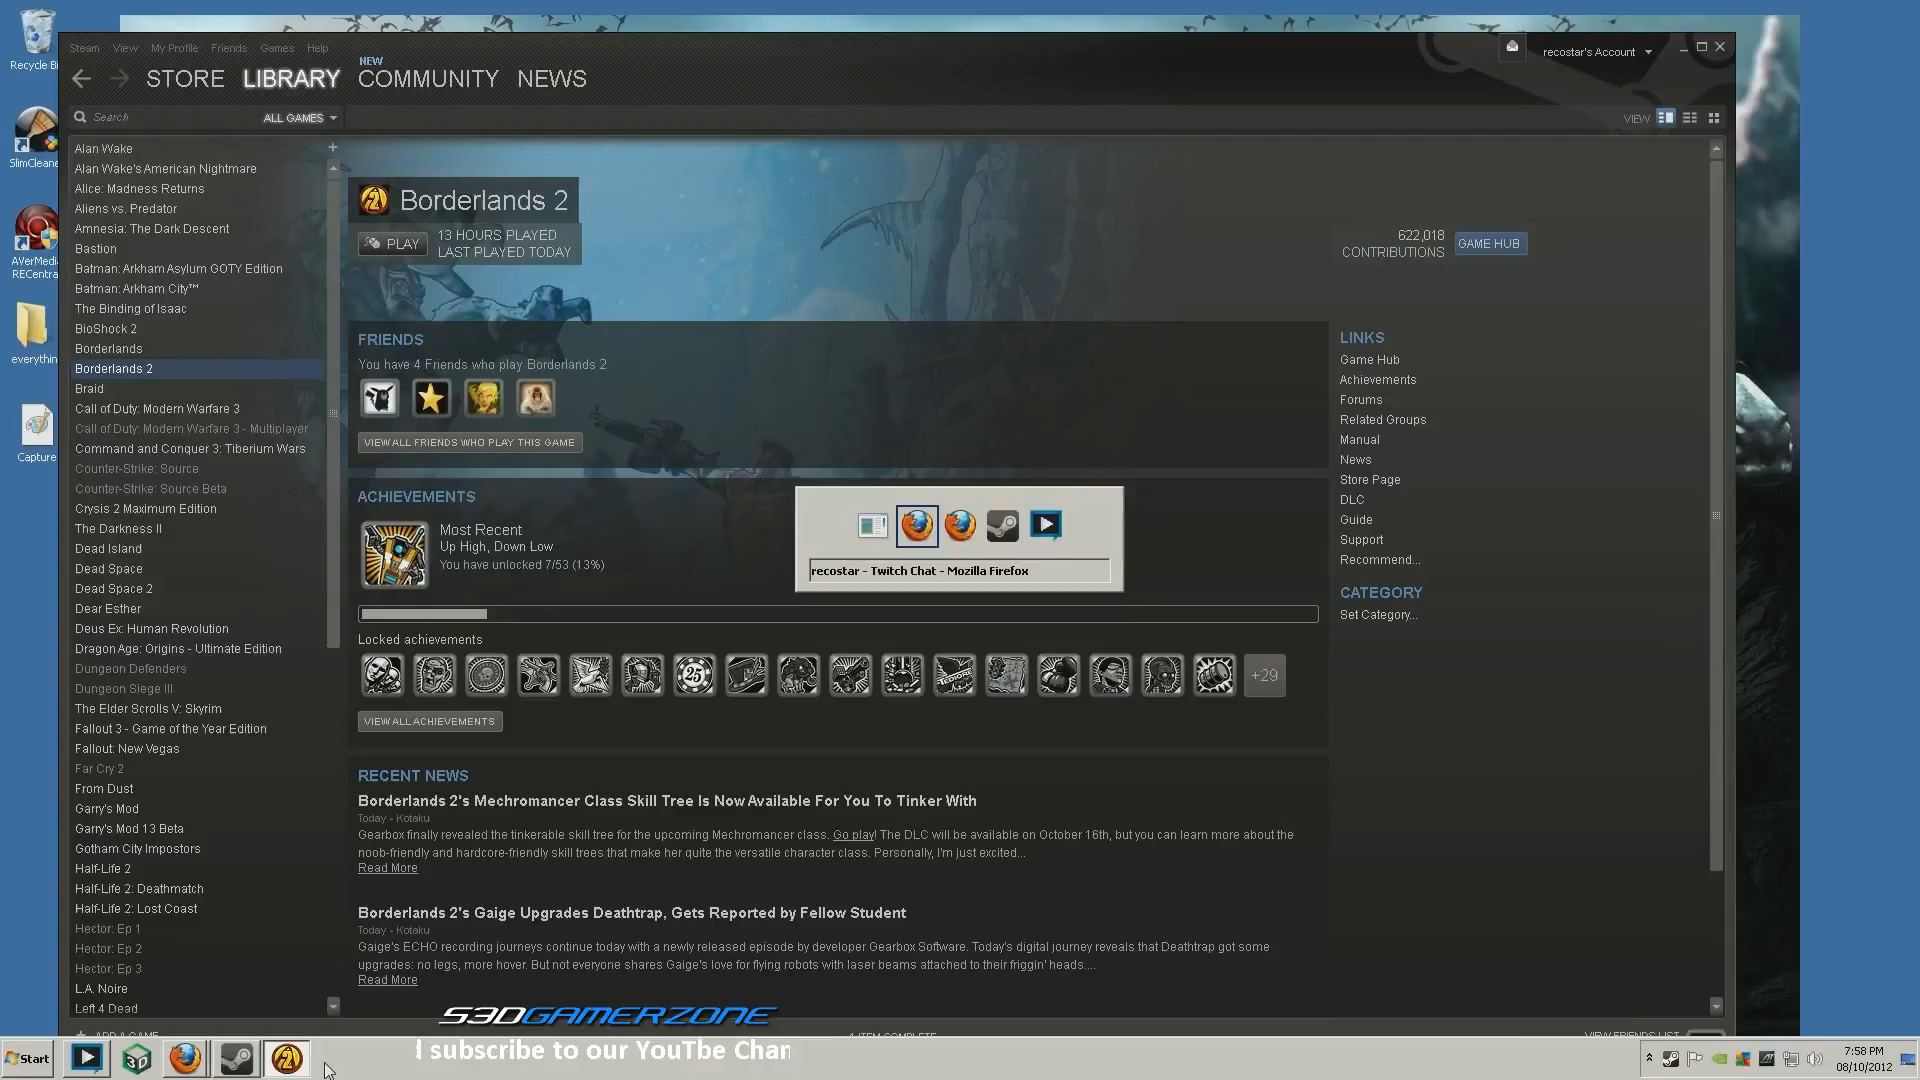 Recycle Bi
SlimCleane
AVerMedi
RECentra
everythin
Capture
Steam View My Profile Friends Games Help
recostar's Account
STORE LIBRARY NEW COMMUNITY NEWS
Search
ALL GAMES
VIEW
Alan Wake
Alan Wake's American Nightmare
Alice: Madness Returns
Aliens vs. Predator
Amnesia: The Dark Descent
Bastion
Batman: Arkham Asylum GOTY Edition
Batman: Arkham City™
The Binding of Isaac
BioShock 2
Borderlands
Borderlands 2
Braid
Call of Duty: Modern Warfare 3
Call of Duty: Modern Warfare 3 - Multiplayer
Command and Conquer 3: Tiberium Wars
Counter-Strike: Source
Counter-Strike: Source Beta
Crysis 2 Maximum Edition
The Darkness II
Dead Island
Dead Space
Dead Space 2
Dear Esther
Deus Ex: Human Revolution
Dragon Age: Origins - Ultimate Edition
Dungeon Defenders
Dungeon Siege III
The Elder Scrolls V: Skyrim
Fallout 3 - Game of the Year Edition
Fallout: New Vegas
Far Cry 2
From Dust
Garry's Mod
Garry's Mod 13 Beta
Gotham City Impostors
Half-Life 2
Half-Life 2: Deathmatch
Half-Life 2: Lost Coast
Hector: Ep 1
Hector: Ep 2
Hector: Ep 3
L.A. Noire
Left 4 Dead
Borderlands 2
PLAY
13 HOURS PLAYED
LAST PLAYED TODAY
622,018
CONTRIBUTIONS
GAME HUB
FRIENDS
You have 4 Friends who play Borderlands 2
VIEW ALL FRIENDS WHO PLAY THIS GAME
ACHIEVEMENTS
Most Recent
Up High, Down Low
You have unlocked 7/53 (13%)
recostar - Twitch Chat - Mozilla Firefox
Locked achievements
25
+29
VIEW ALL ACHIEVEMENTS
RECENT NEWS
Borderlands 2's Mechromancer Class Skill Tree Is Now Available For You To Tinker With
Today - Kotaku
Gearbox finally revealed the tinkerable skill tree for the upcoming Mechromancer class. Go play! The DLC will be available on October 16th, but you can learn more about the
noob-friendly and hardcore-friendly skill trees that make her quite the versatile character class. Personally, I'm just excited...
Read More
Borderlands 2's Gaige Upgrades Deathtrap, Gets Reported by Fellow Student
Today - Kotaku
Gaige's ECHO recording journeys continue today with a newly released episode by developer Gearbox Software. Today's digital journey reveals that Deathtrap got some
upgrades: no legs, more hover. But not everyone shares Gaige's love for flying robots with laser beams attached to their friggin' heads....
Read More
LINKS
Game Hub
Achievements
Forums
Related Groups
Manual
News
Store Page
DLC
Guide
Support
Recommend...
CATEGORY
Set Category...
S3DGAMERZONE
ADD A GAME
1 ITEM COMPLETE
VIEW FRIENDS LIST
Start
3D
l subscribe to our YouTbe Chan
7:58 PM
08/10/2012